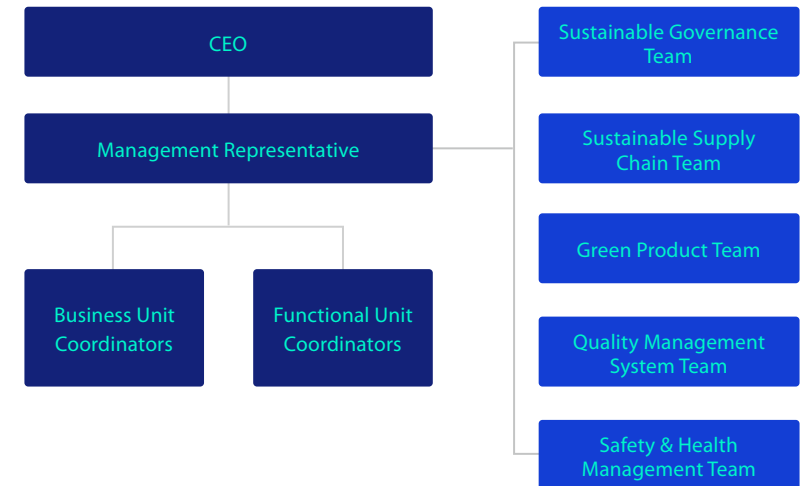 CEO
Management Representative
Business Unit
Coordinators
Functional Unit
Coordinators
Sustainable Governance
Team
Sustainable Supply
Chain Team
Green Product Team
Quality Management
System Team
Safety & Health
Management Team